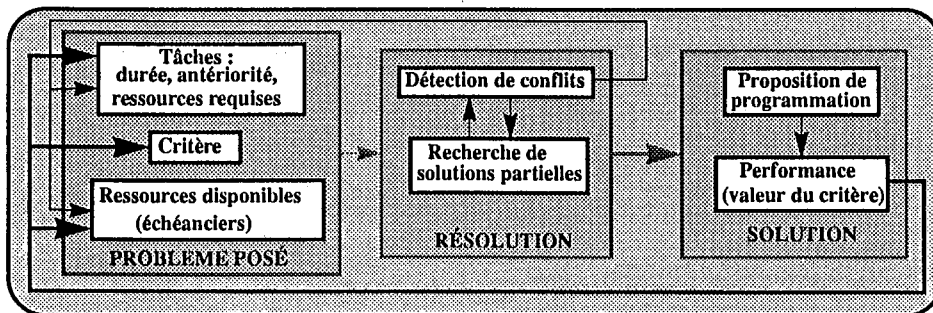 Tâches :
durée, antériorité,
ressources requises
Critère
Ressources disponibles
(échéanciers)
PROBLEME POSÉ
Détection de conflits
Recherche de
solutions partielles
RÉSOLUTION
Proposition de
programmation
Performance
(valeur du critère)
SOLUTION